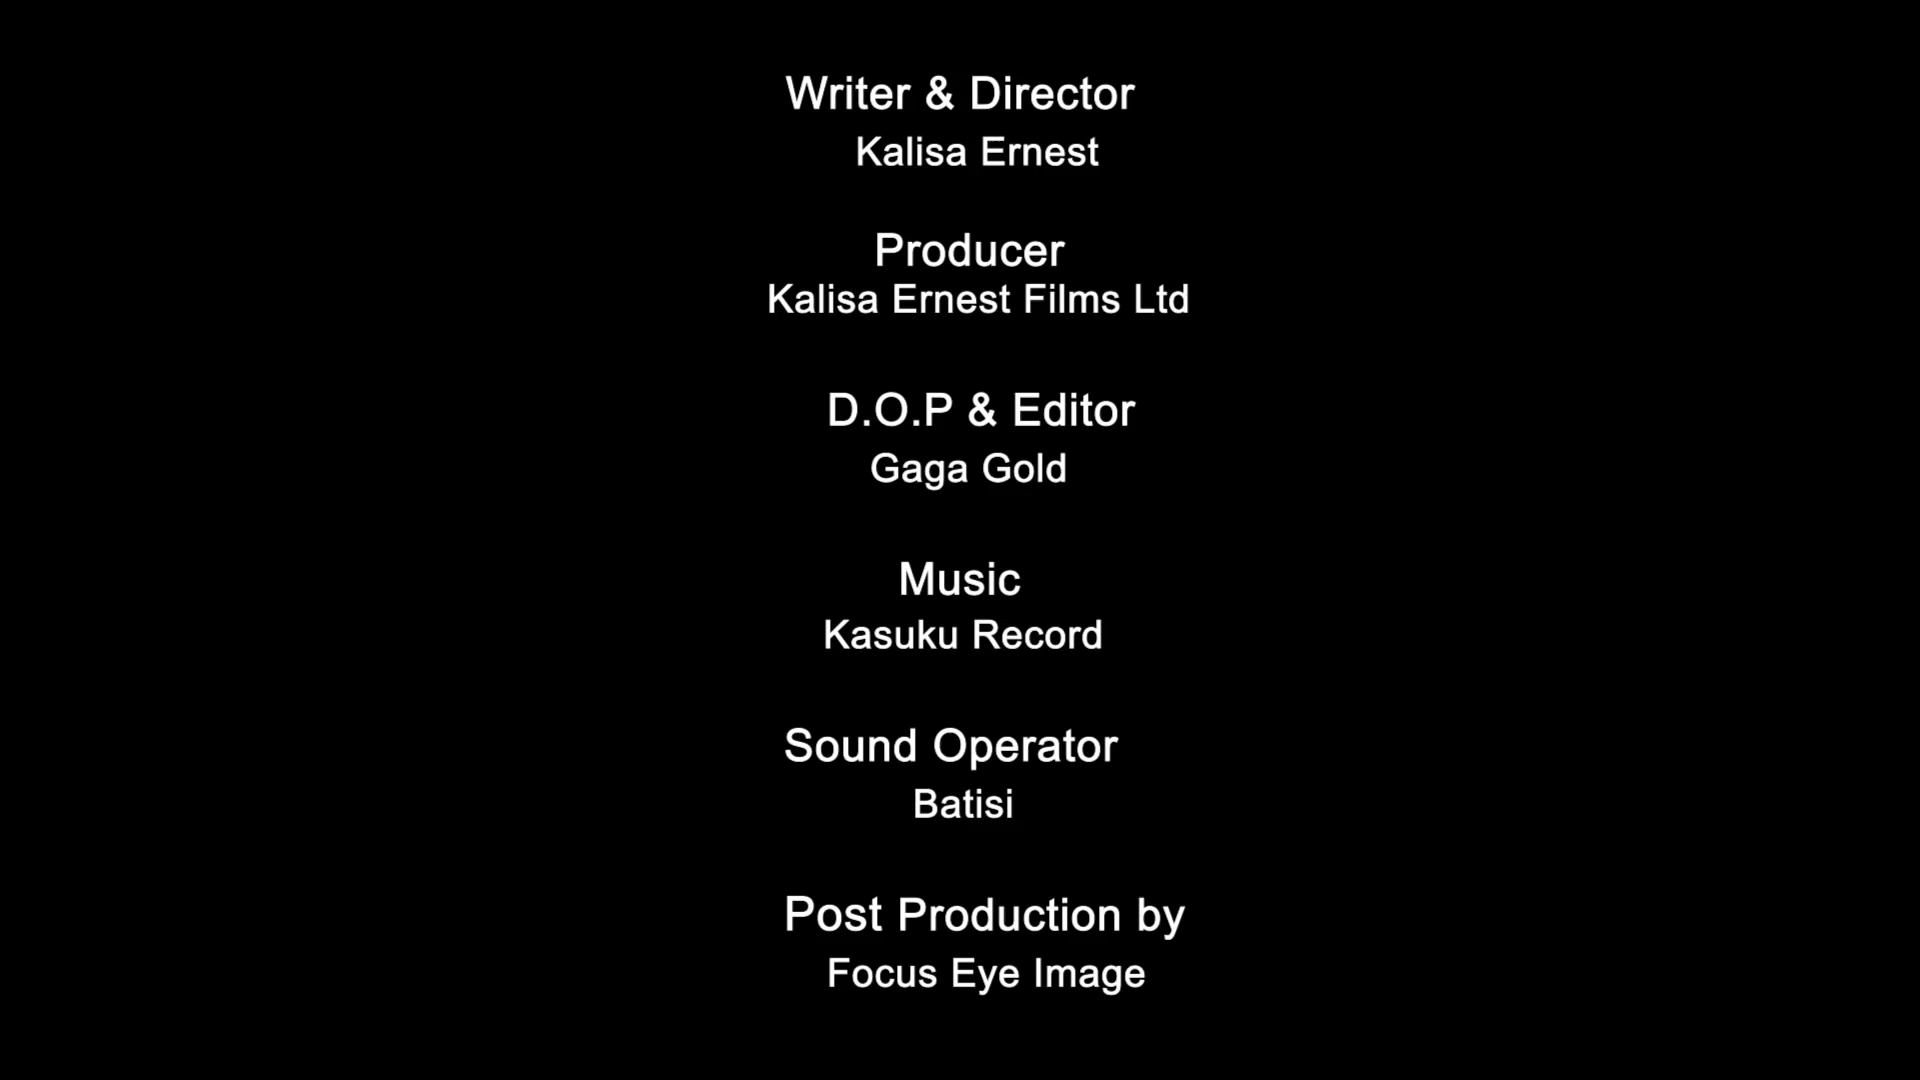 Writer & Director
Kalisa Ernest
Producer
Kalisa Ernest Films Ltd
D.O.P & Editor
Gaga Gold
Music
Kasuku Record
Sound Operator
Batisi
Post Production by
Focus Eye Image